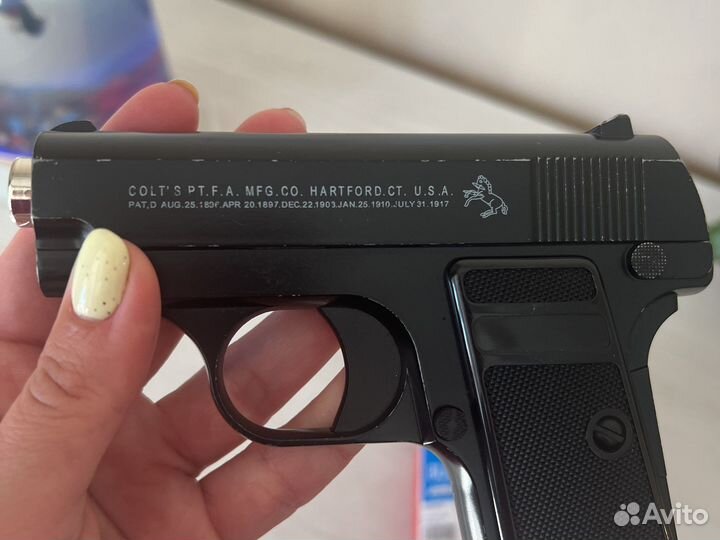 COLT'S PT.F.A. MFG.CO. HARTFORD.CT. U.S.A.
PAT,D AUG.25.1896.APR 20.1897.DEC.22.1903.JAN.25.1910.JULY 31.1917
Avito